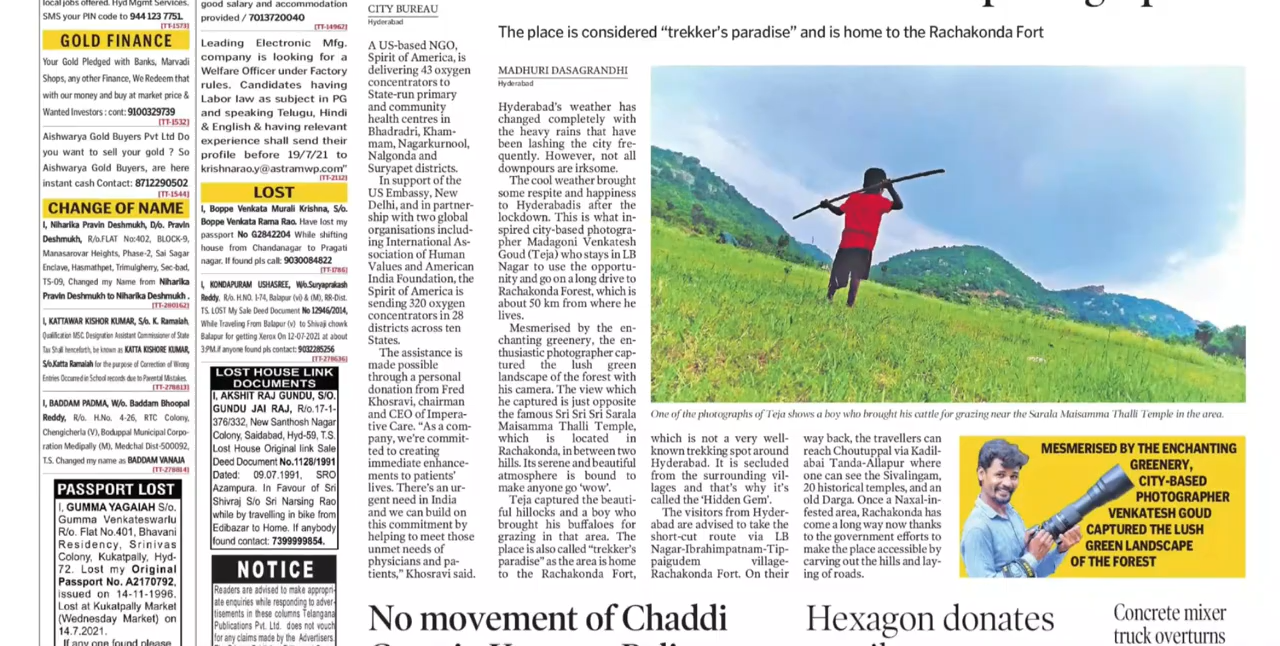 local jobs offered. Hyd Mgmt Services.
SMS your PIN code to 944 123 7751.
[TT-1573]
GOLD FINANCE
Your Gold Pledged with Banks, Marvadi
Shops, any other Finance, We Redeem that
with our money and buy at market price &
Wanted Investors : cont: 9100329739
[TT-1532]
Aishwarya Gold Buyers Pvt Ltd Do
you want to sell your gold ? So
Aishwarya Gold Buyers, are here
instant cash Contact: 8712290502
[TT-1544]
CHANGE OF NAME
I, Niharika Pravin Deshmukh, D/o. Pravin
Deshmukh, R/o.FLAT No:402, BLOCK-9,
Manasarovar Heights, Phase-2, Sai Sagar
Enclave, Hasmathpet, Trimulgherry, Sec-bad,
TS-09, Changed my Name from Niharika
Pravin Deshmukh to Niharika Deshmukh .
[TT-280162]
I, KATTAWAR KISHOR KUMAR, S/o. K. Ramaiah,
Qualification MSC. Designation Assistant Commissioner of State
Tax Shall henceforth, be known as KATTA KISHORE KUMAR,
S/o.Katta Ramaiah for the purpose of Correction of Wrong
Entries Occurred in School records due to Parental Mistakes.
[TT-278813]
I, BADDAM PADMA, W/o. Baddam Bhoopal
Reddy, R/o. H.No. 4-26, RTC Colony,
Chengicherla (V), Boduppal Municipal Corpo-
ration Medipally (M), Medchal Dist-500092,
T.S. Changed my name as BADDAM VANAJA
[TT-278814]
PASSPORT LOST
I, GUMMA YAGAIAH S/o.
Gumma Venkateswarlu
R/o. Flat No.401, Bhavani
Residency, Srinivas
Colony, Kukatpally, Hyd-
72. Lost my Original
Passport No. A2170792,
issued on 14-11-1996.
Lost at Kukatpally Market
(Wednesday Market) on
14.7.2021.
If any one found please
good salary and accommodation
provided / 7013720040
[TT-14962]
Leading Electronic Mfg.
company is looking for a
Welfare Officer under Factory
rules. Candidates having
Labor law as subject in PG
and speaking Telugu, Hindi
& English & having relevant
experience shall send their
profile before 19/7/21 to
krishnarao.y@astramwp.com"
[TT-2112]
LOST
I, Boppe Venkata Murali Krishna, S/o.
Boppe Venkata Rama Rao. Have lost my
passport No G2842204 While shifting
house from Chandanagar to Pragati
nagar. If found pls call: 9030084822
[TT-1786]
I, KONDAPURAM USHASREE, W/o.Suryaprakash
Reddy, R/o. H.NO. 1-74, Balapur (vi) & (M), RR-Dist.
TS. LOST My Sale Deed Document No 12946/2014,
While Traveling From Balapur (v) to Shivaji chowk
Balapur for getting Xerox On 12-07-2021 at about
3:PM.if anyone found pls contact: 9032285256
[TT-278636]
LOST HOUSE LINK
DOCUMENTS
I, AKSHIT RAJ GUNDU, S/O.
GUNDU JAI RAJ, R/o.17-1-
376/332, New Santhosh Nagar
Colony, Saidabad, Hyd-59, T.S.
Lost House Original link Sale
Deed Document No.1128/1991
Dated: 09.07.1991, SRO
Azampura. In Favour of Sri
Shivraj S/o Sri Narsing Rao
while by travelling in bike from
Edibazar to Home. If anybody
found contact: 7399999854.
NOTICE
Readers are advised to make appropri-
ate enquiries while responding to adver-
tisements in these columns Telangana
Publications Pvt. Ltd. does not vouch
for any claims made by the Advertisers.
CITY BUREAU
Hyderabad
A US-based NGO,
Spirit of America, is
delivering 43 oxygen
concentrators to
State-run primary
and community
health centres in
Bhadradri, Kham-
mam, Nagarkurnool,
Nalgonda and
Suryapet districts.
In support of the
US Embassy, New
Delhi, and in partner-
ship with two global
organisations includ-
ing International As-
sociation of Human
Values and American
India Foundation, the
Spirit of America is
sending 320 oxygen
concentrators in 28
districts across ten
States.
The assistance is
made possible
through a personal
donation from Fred
Khosravi, chairman
and CEO of Impera-
tive Care. “As a com-
pany, we're commit-
ted to creating
immediate enhance-
ments to patients'
lives. There's an ur-
gent need in India
and we can build on
this commitment by
helping to meet those
unmet needs of
physicians and pa-
tients,” Khosravi said.
The place is considered “trekker's paradise” and is home to the Rachakonda Fort
MADHURI DASAGRANDHI
Hyderabad
Hyderabad's weather has
changed completely with
the heavy rains that have
been lashing the city fre-
quently. However, not all
downpours are irksome.
The cool weather brought
some respite and happiness
to Hyderabadis after the
lockdown. This is what in-
spired city-based photogra-
pher Madagoni Venkatesh
Goud (Teja) who stays in LB
Nagar to use the opportu-
nity and go on a long drive to
Rachakonda Forest, which is
about 50 km from where he
lives.
Mesmerised by the en-
chanting greenery, the en-
thusiastic photographer cap-
tured the lush green
landscape of the forest with
his camera. The view which
he captured is just opposite
the famous Sri Sri Sri Sarala
Maisamma Thalli Temple,
which is located in
Rachakonda, in between two
hills. Its serene and beautiful
atmosphere is bound to
make anyone go 'wow'.
Teja captured the beauti-
ful hillocks and a boy who
brought his buffaloes for
grazing in that area. The
place is also called “trekker's
paradise” as the area is home
to the Rachakonda Fort,
One of the photographs of Teja shows a boy who brought his cattle for grazing near the Sarala Maisamma Thalli Temple in the area.
which is not a very well-
known trekking spot around
Hyderabad. It is secluded
from the surrounding vil-
lages and that's why it's
called the 'Hidden Gem'.
The visitors from Hyder-
abad are advised to take the
short-cut route via LB
Nagar-Ibrahimpatnam-Tip-
paigudem village-
Rachakonda Fort. On their
way back, the travellers can
reach Choutuppal via Kadil-
abai Tanda-Allapur where
one can see the Sivalingam,
20 historical temples, and an
old Darga. Once a Naxal-in-
fested area, Rachakonda has
come a long way now thanks
to the government efforts to
make the place accessible by
carving out the hills and lay-
ing of roads.
MESMERISED BY THE ENCHANTING
GREENERY,
CITY-BASED
PHOTOGRAPHER
VENKATESH GOUD
CAPTURED THE LUSH
GREEN LANDSCAPE
OF THE FOREST
No movement of Chaddi
Hexagon donates
Concrete mixer
truck overturns